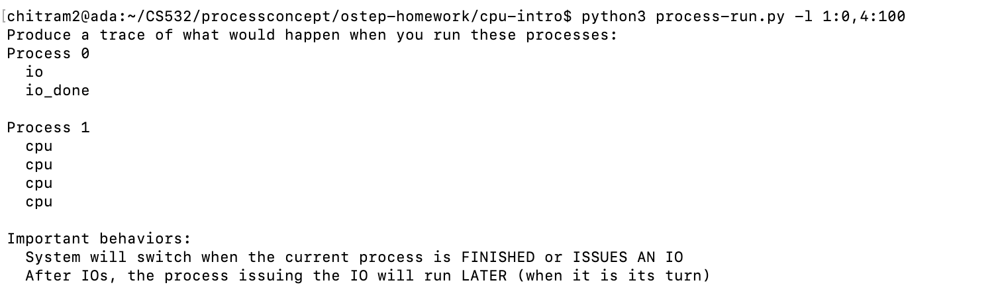 [chitram2@ada:~/CS532/processconcept/ostep-homework/cpu-intro$ python3 process-run.py -l 1:0,4:100
Produce a trace of what would happen when you run these processes:
Process 0
  io
  io_done

Process 1
  cpu
  cpu
  cpu
  cpu

Important behaviors:
  System will switch when the current process is FINISHED or ISSUES AN IO
  After IOs, the process issuing the IO will run LATER (when it is its turn)